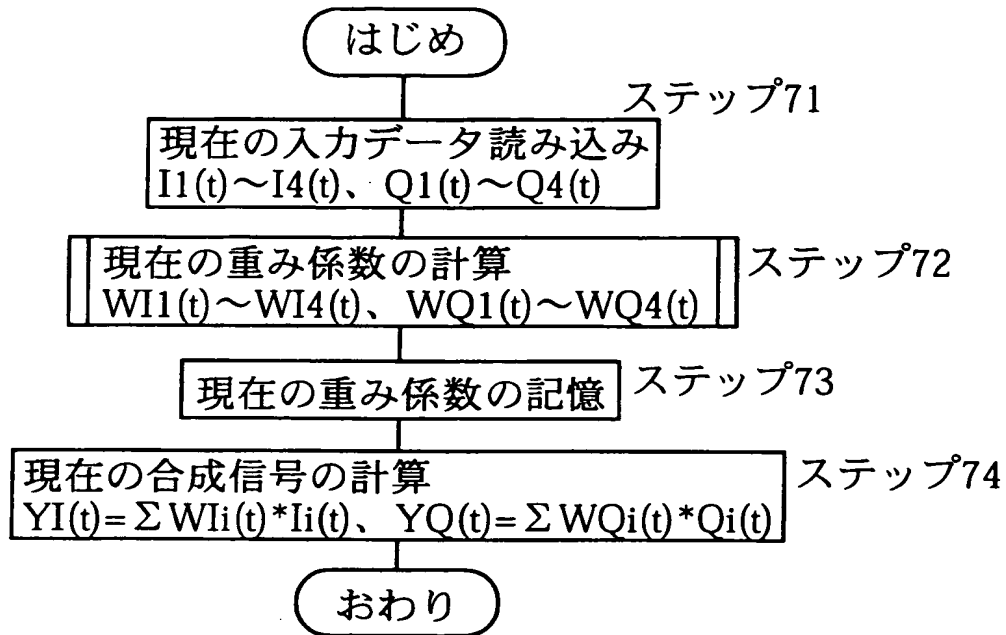 はじめ
ステップ71
現在の入力データ読み込み
I1(t)～I4(t)、Q1(t)～Q4(t)
現在の重み係数の計算
WI1(t)～WI4(t)、WQ1(t)～WQ4(t)
ステップ72
現在の重み係数の記憶
ステップ73
現在の合成信号の計算
YI(t)=ΣWIi(t)*Ii(t)、YQ(t)=ΣWQi(t)*Qi(t)
ステップ74
おわり